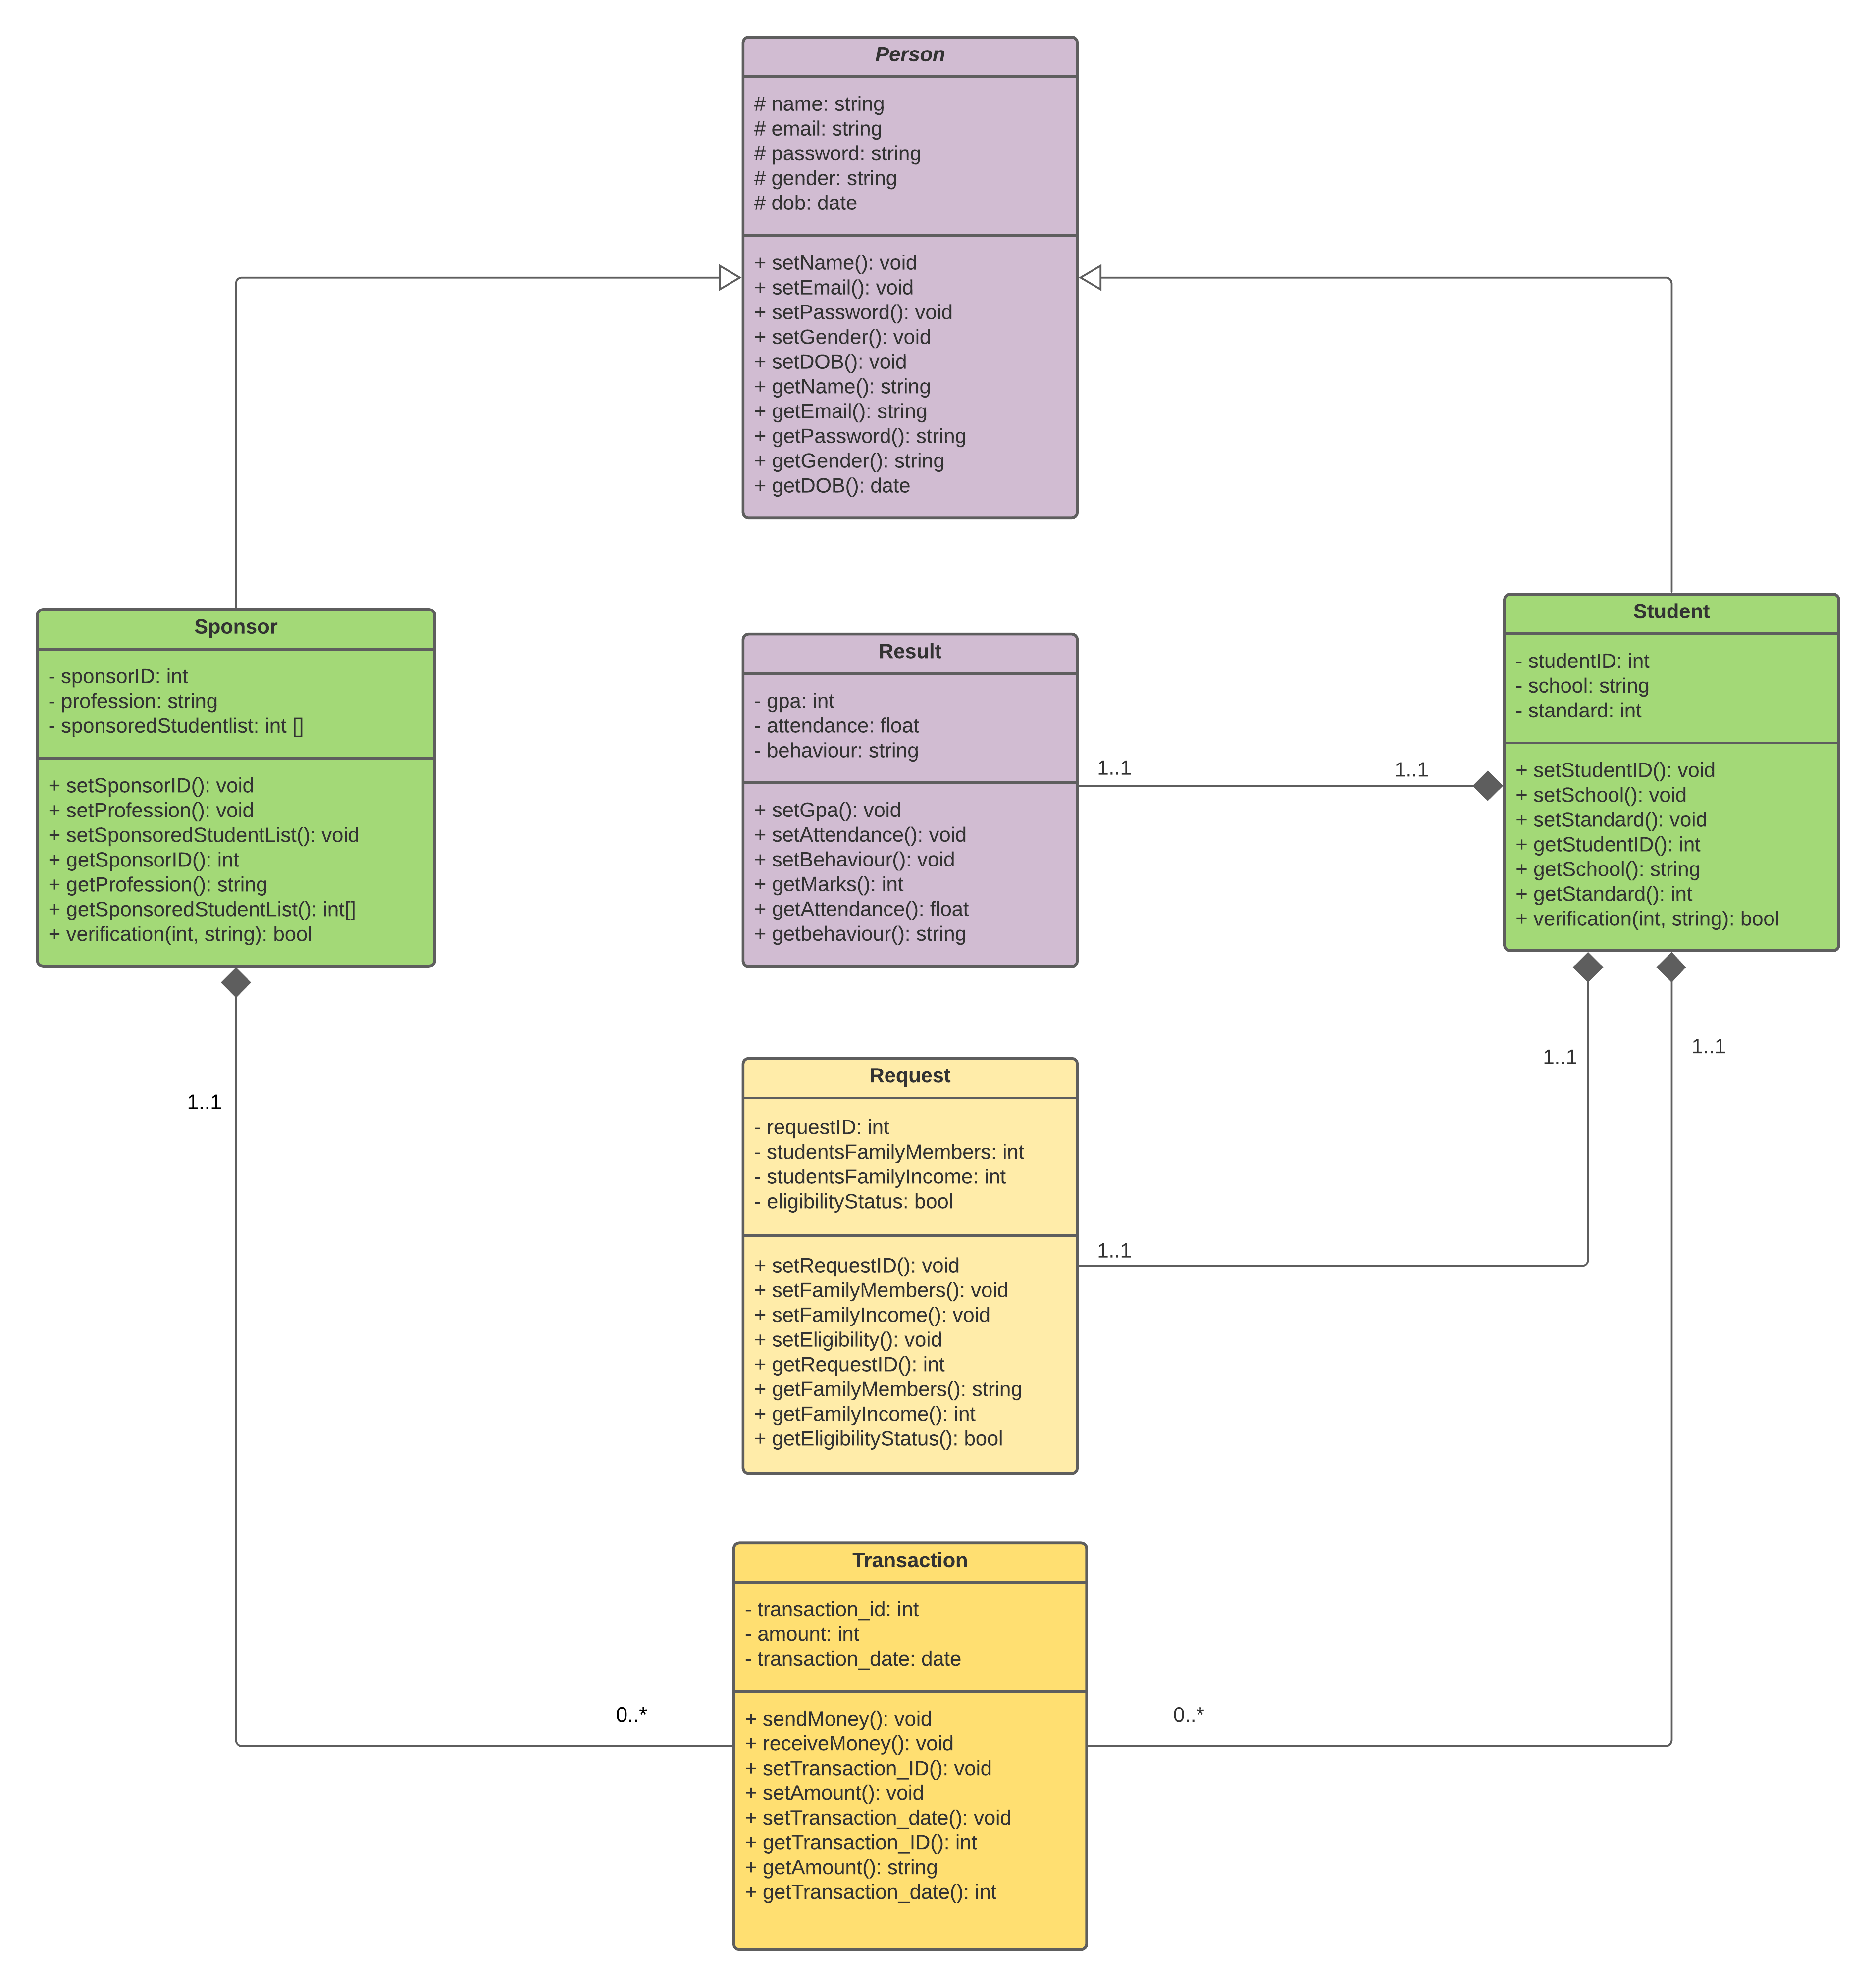 Person
# name: string
# email: string
# password: string
# gender: string
# dob: date
+ setName(): void
+ setEmail(): void
+ setPassword(): void
+ setGender(): void
+ setDOB(): void
+ getName(): string
+ getEmail(): string
+ getPassword(): string
+ getGender(): string
+ getDOB(): date
Sponsor
- sponsorID: int
- profession: string
- sponsoredStudentlist: int []
+ setSponsorID(): void
+ setProfession(): void
+ setSponsoredStudentList(): void
+ getSponsorID(): int
+ getProfession(): string
+ getSponsoredStudentList(): int[]
+ verification(int, string): bool
Result
- gpa: int
- attendance: float
- behaviour: string
+ setGpa(): void
+ setAttendance(): void
+ setBehaviour(): void
+ getMarks(): int
+ getAttendance(): float
+ getbehaviour(): string
1..1
1..1
Student
- studentID: int
- school: string
- standard: int
+ setStudentID(): void
+ setSchool(): void
+ setStandard(): void
+ getStudentID(): int
+ getSchool(): string
+ getStandard(): int
+ verification(int, string): bool
1..1
1..1
1..1
Request
- requestID: int
- studentsFamilyMembers: int
- studentsFamilyIncome: int
- eligibilityStatus: bool
+ setRequestID(): void
+ setFamilyMembers(): void
+ setFamilyIncome(): void
+ setEligibility(): void
+ getRequestID(): int
+ getFamilyMembers(): string
+ getFamilyIncome(): int
+ getEligibilityStatus(): bool
1..1
Transaction
- transaction_id: int
- amount: int
- transaction_date: date
+ sendMoney(): void
+ receiveMoney(): void
+ setTransaction_ID(): void
+ setAmount(): void
+ setTransaction_date(): void
+ getTransaction_ID(): int
+ getAmount(): string
+ getTransaction_date(): int
0..*
0..*